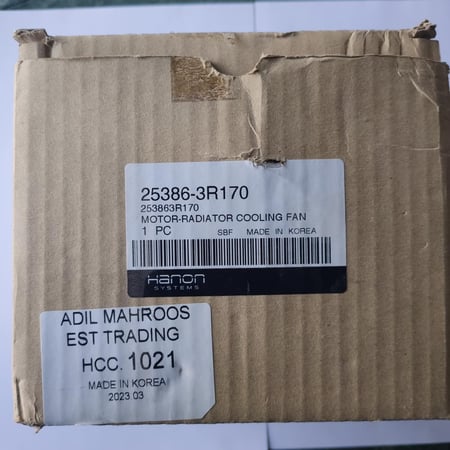 25386-3R170
253863R170
MOTOR-RADIATOR COOLING FAN
1 PC SBF MADE IN KOREA
Hanon
SYSTEMS
ADIL MAHROOS
EST TRADING
HCC. 1021
MADE IN KOREA
2023 03